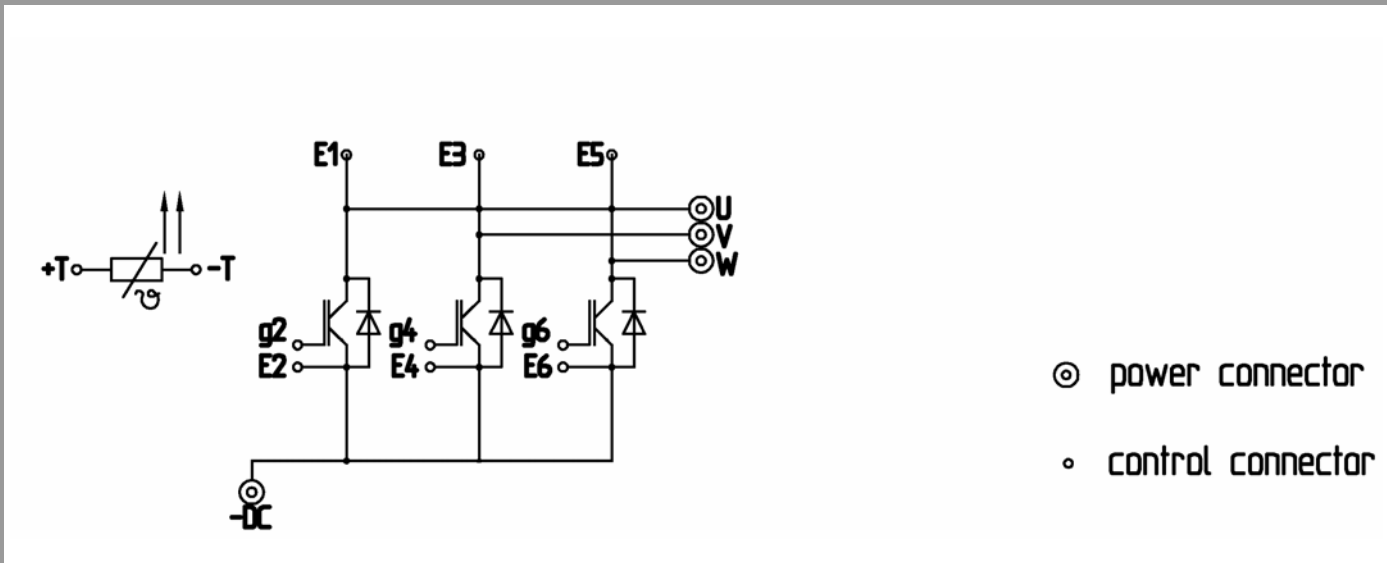 E1 E3 E5
U
V
W
+T -T
ϑ
g2 g4 g6
E2 E4 E6
power connector
control connector
-DC